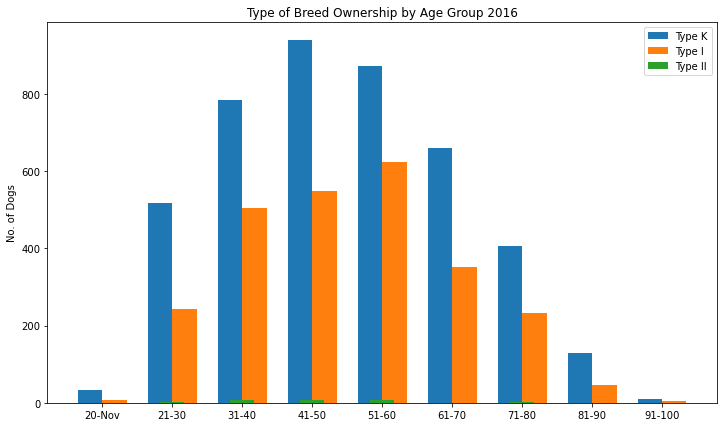 Type of Breed Ownership by Age Group 2016
Type K
Type I
Type II
No. of Dogs
800
600
400
200
0
20-Nov 21-30 31-40 41-50 51-60 61-70 71-80 81-90 91-100